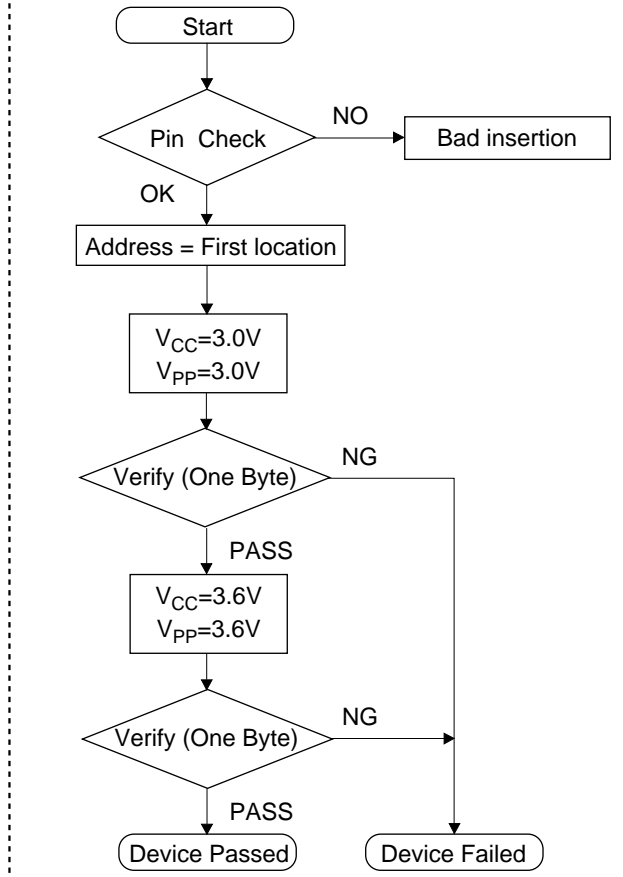 Start
Pin Check
NO
Bad insertion
OK
Address = First location
VCC=3.0V
VPP=3.0V
Verify (One Byte)
NG
PASS
VCC=3.6V
VPP=3.6V
Verify (One Byte)
NG
PASS
Device Passed
Device Failed